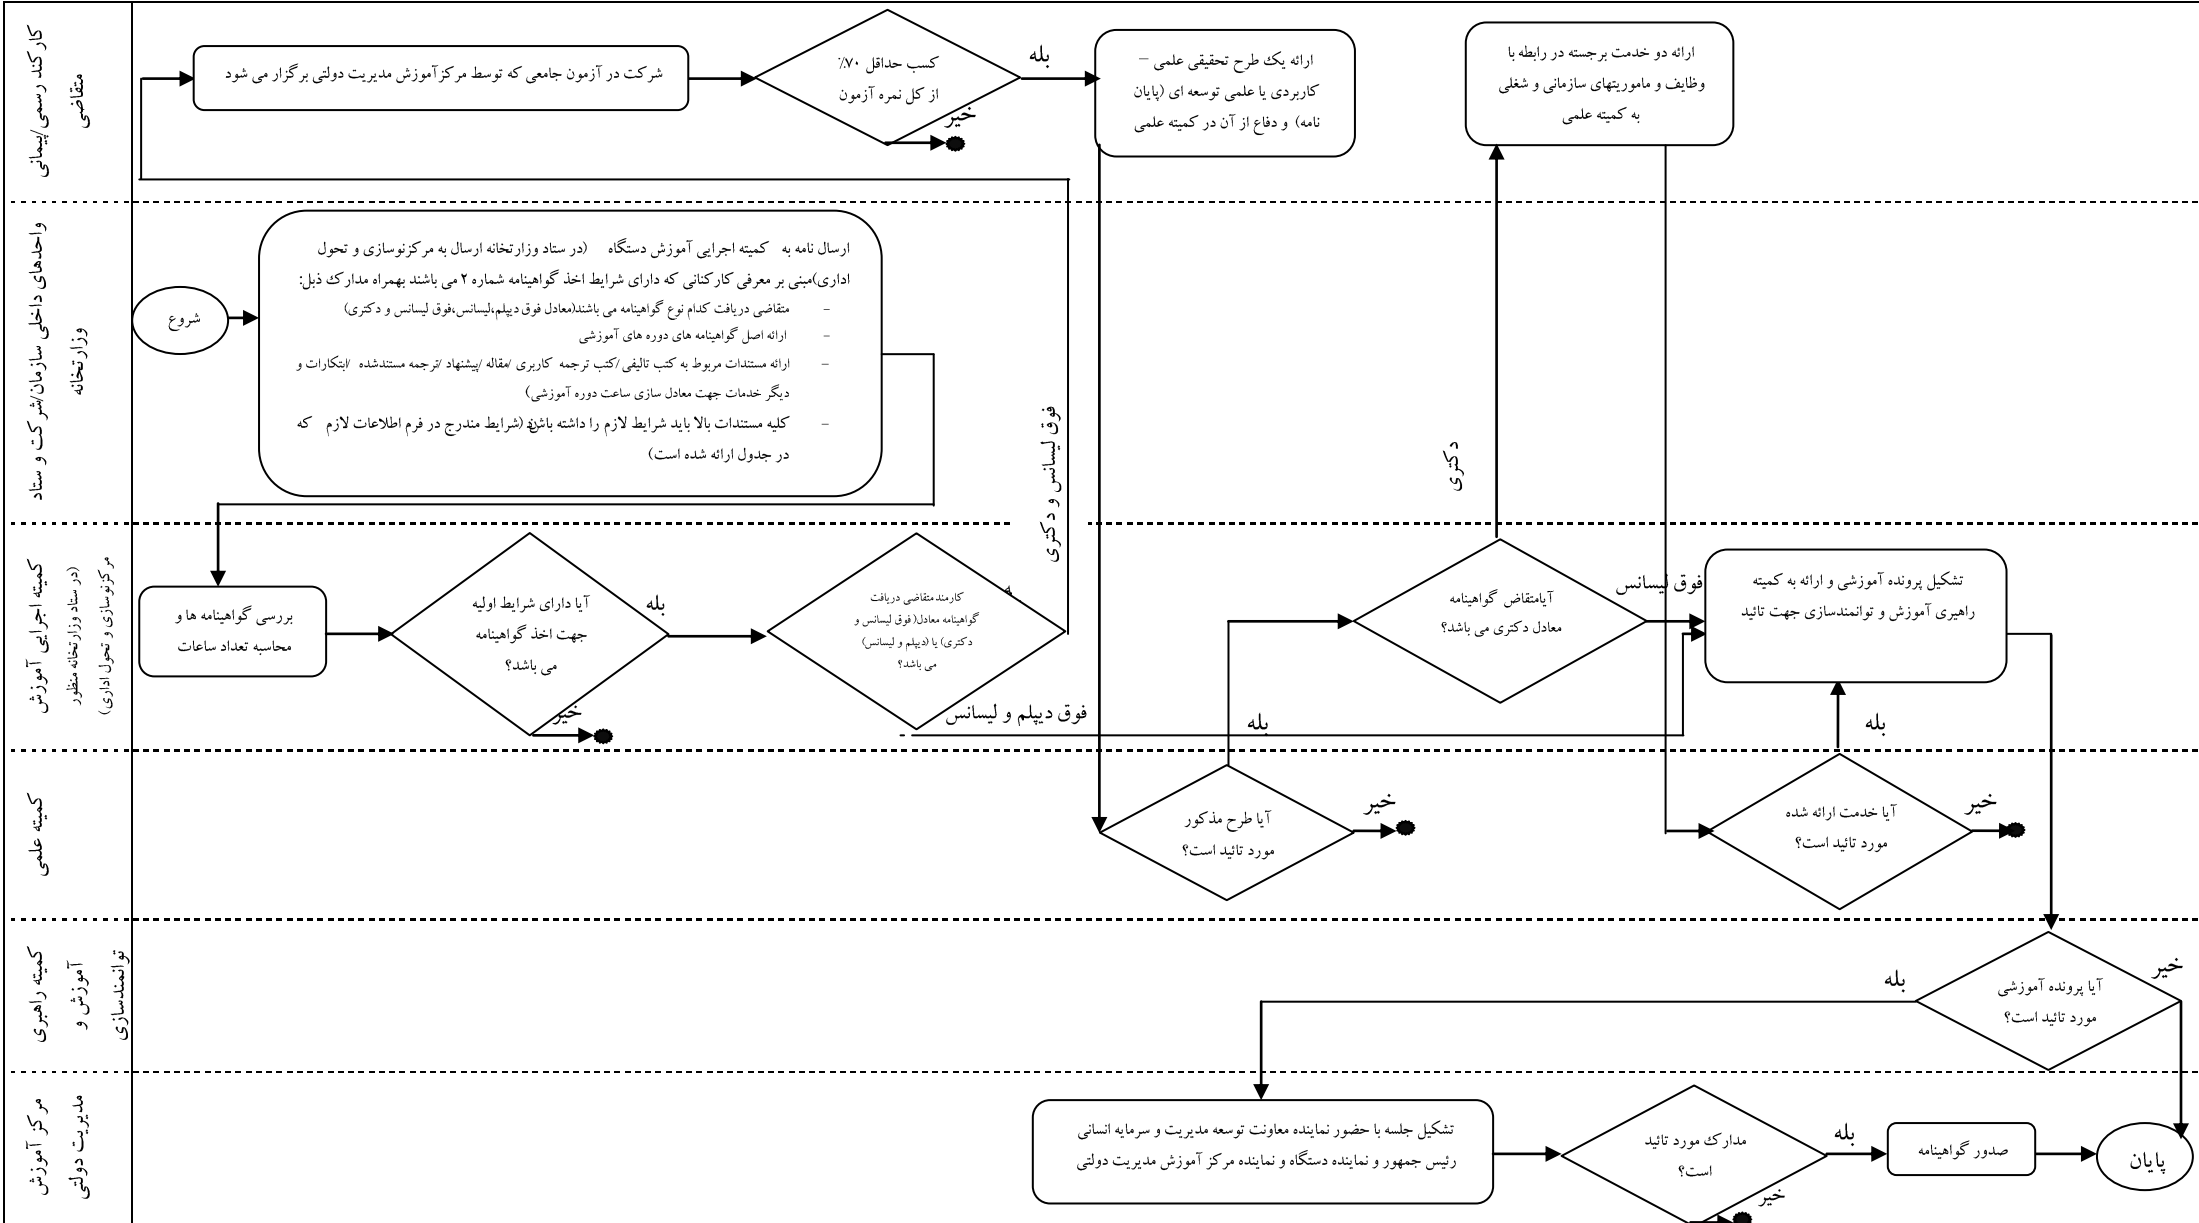 کارکند رسمی/پیمانی
متقاضی
شرکت در آزمون جامعی که توسط مرکز آموزش مدیریت دولتی برگزار می شود
کسب حداقل ۷۰٪
از کل نمره آزمون
بله
خیر
ارائه یک طرح تحقیقی علمی –
کاربردی یا علمی توسعه ای (پایان
نامه) و دفاع از آن در کمیته علمی
ارائه دو خدمت برجسته در رابطه با
وظایف و ماموریتهای سازمانی و شغلی
به کمیته علمی
واحدهای داخلی سازمان/شرکت و ستاد
وزارتخانه
شروع
ارسال نامه به کمیته اجرایی آموزش دستگاه (در ستاد وزارتخانه ارسال به مرکزنوسازی و تحول
اداری)مبنی بر معرفی کارکنانی که دارای شرایط اخذ گواهینامه شماره ۲ می باشند بهمراه مدارک ذبل:
– متقاضی دریافت کدام نوع گواهینامه می باشند(معادل فوق دیپلم،لیسانس،فوق لیسانس و دکتری)
– ارائه اصل گواهینامه های دوره های آموزشی
– ارائه مستندات مربوط به کتب تالیفی /کتب ترجمه کاربری /مقاله /پیشنهاد /ترجمه مستندشده /ابتکارات و
دیگر خدمات جهت معادل سازی ساعت دوره آموزشی)
– کلیه مستندات بالا باید شرایط لازم را داشته باشند (شرایط مندرج در فرم اطلاعات لازم که
در جدول ارائه شده است)
فوق لیسانس و دکتری
دکتری
کمیته اجرایی آموزش
(در ستاد وزارتخانه منظور
مرکزنوسازی و تحول اداری)
بررسی گواهینامه ها و
محاسبه تعداد ساعات
آیا دارای شرایط اولیه
جهت اخذ گواهینامه
می باشد؟
بله
خیر
کارمند متقاضی دریافت
گواهینامه معادل( فوق لیسانس و
دکتری) یا (دیپلم و لیسانس)
می باشد؟
فوق دیپلم و لیسانس
بله
آیامتقاض گواهینامه
معادل دکتری می باشد؟
فوق لیسانس
تشکیل پرونده آموزشی و ارائه به کمیته
راهبری آموزش و توانمندسازی جهت تائید
بله
کمیته علمی
آیا طرح مذکور
مورد تائید است؟
خیر
آیا خدمت ارائه شده
مورد تائید است؟
خیر
کمیته راهبری
آموزش و
توانمندسازی
بله
آیا پرونده آموزشی
مورد تائید است؟
خیر
مرکز آموزش
مدیریت دولتی
تشکیل جلسه با حضور نماینده معاونت توسعه مدیریت و سرمایه انسانی
رئیس جمهور و نماینده دستگاه و نماینده مرکز آموزش مدیریت دولتی
مدارک مورد تائید
است؟
بله
خیر
صدور گواهینامه
پایان